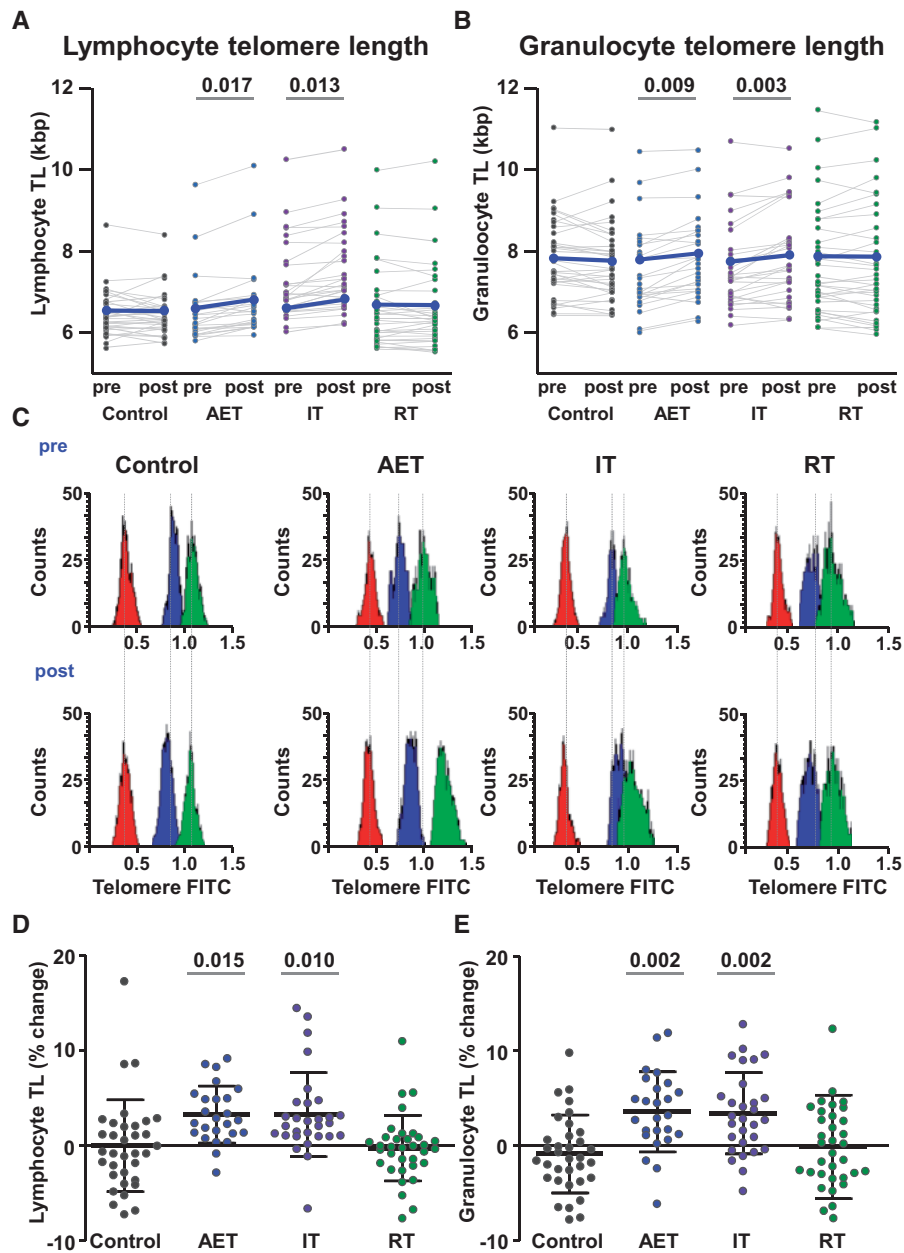 A
Lymphocyte telomere length
0.017
0.013
Lymphocyte TL (kbp)
12
10
8
6
pre post pre post pre post pre post
Control AET IT RT
B
Granulocyte telomere length
0.009
0.003
Granuloocyte TL (kbp)
12
10
8
6
pre post pre post pre post pre post
Control AET IT RT
C
pre
Control AET IT RT
Counts
50
25
0
0.5 1.0 1.5
Counts
50
25
0
0.5 1.0 1.5
Counts
50
25
0
0.5 1.0 1.5
Counts
50
25
0
0.5 1.0 1.5
post
Counts
50
25
0
0.5 1.0 1.5
Telomere FITC
Counts
50
25
0
0.5 1.0 1.5
Telomere FITC
Counts
50
25
0
0.5 1.0 1.5
Telomere FITC
Counts
50
25
0
0.5 1.0 1.5
Telomere FITC
D
0.015
0.010
Lymphocyte TL (% change)
20
10
0
-10
Control AET IT RT
E
0.002
0.002
Granulocyte TL (% change)
20
10
0
-10
Control AET IT RT